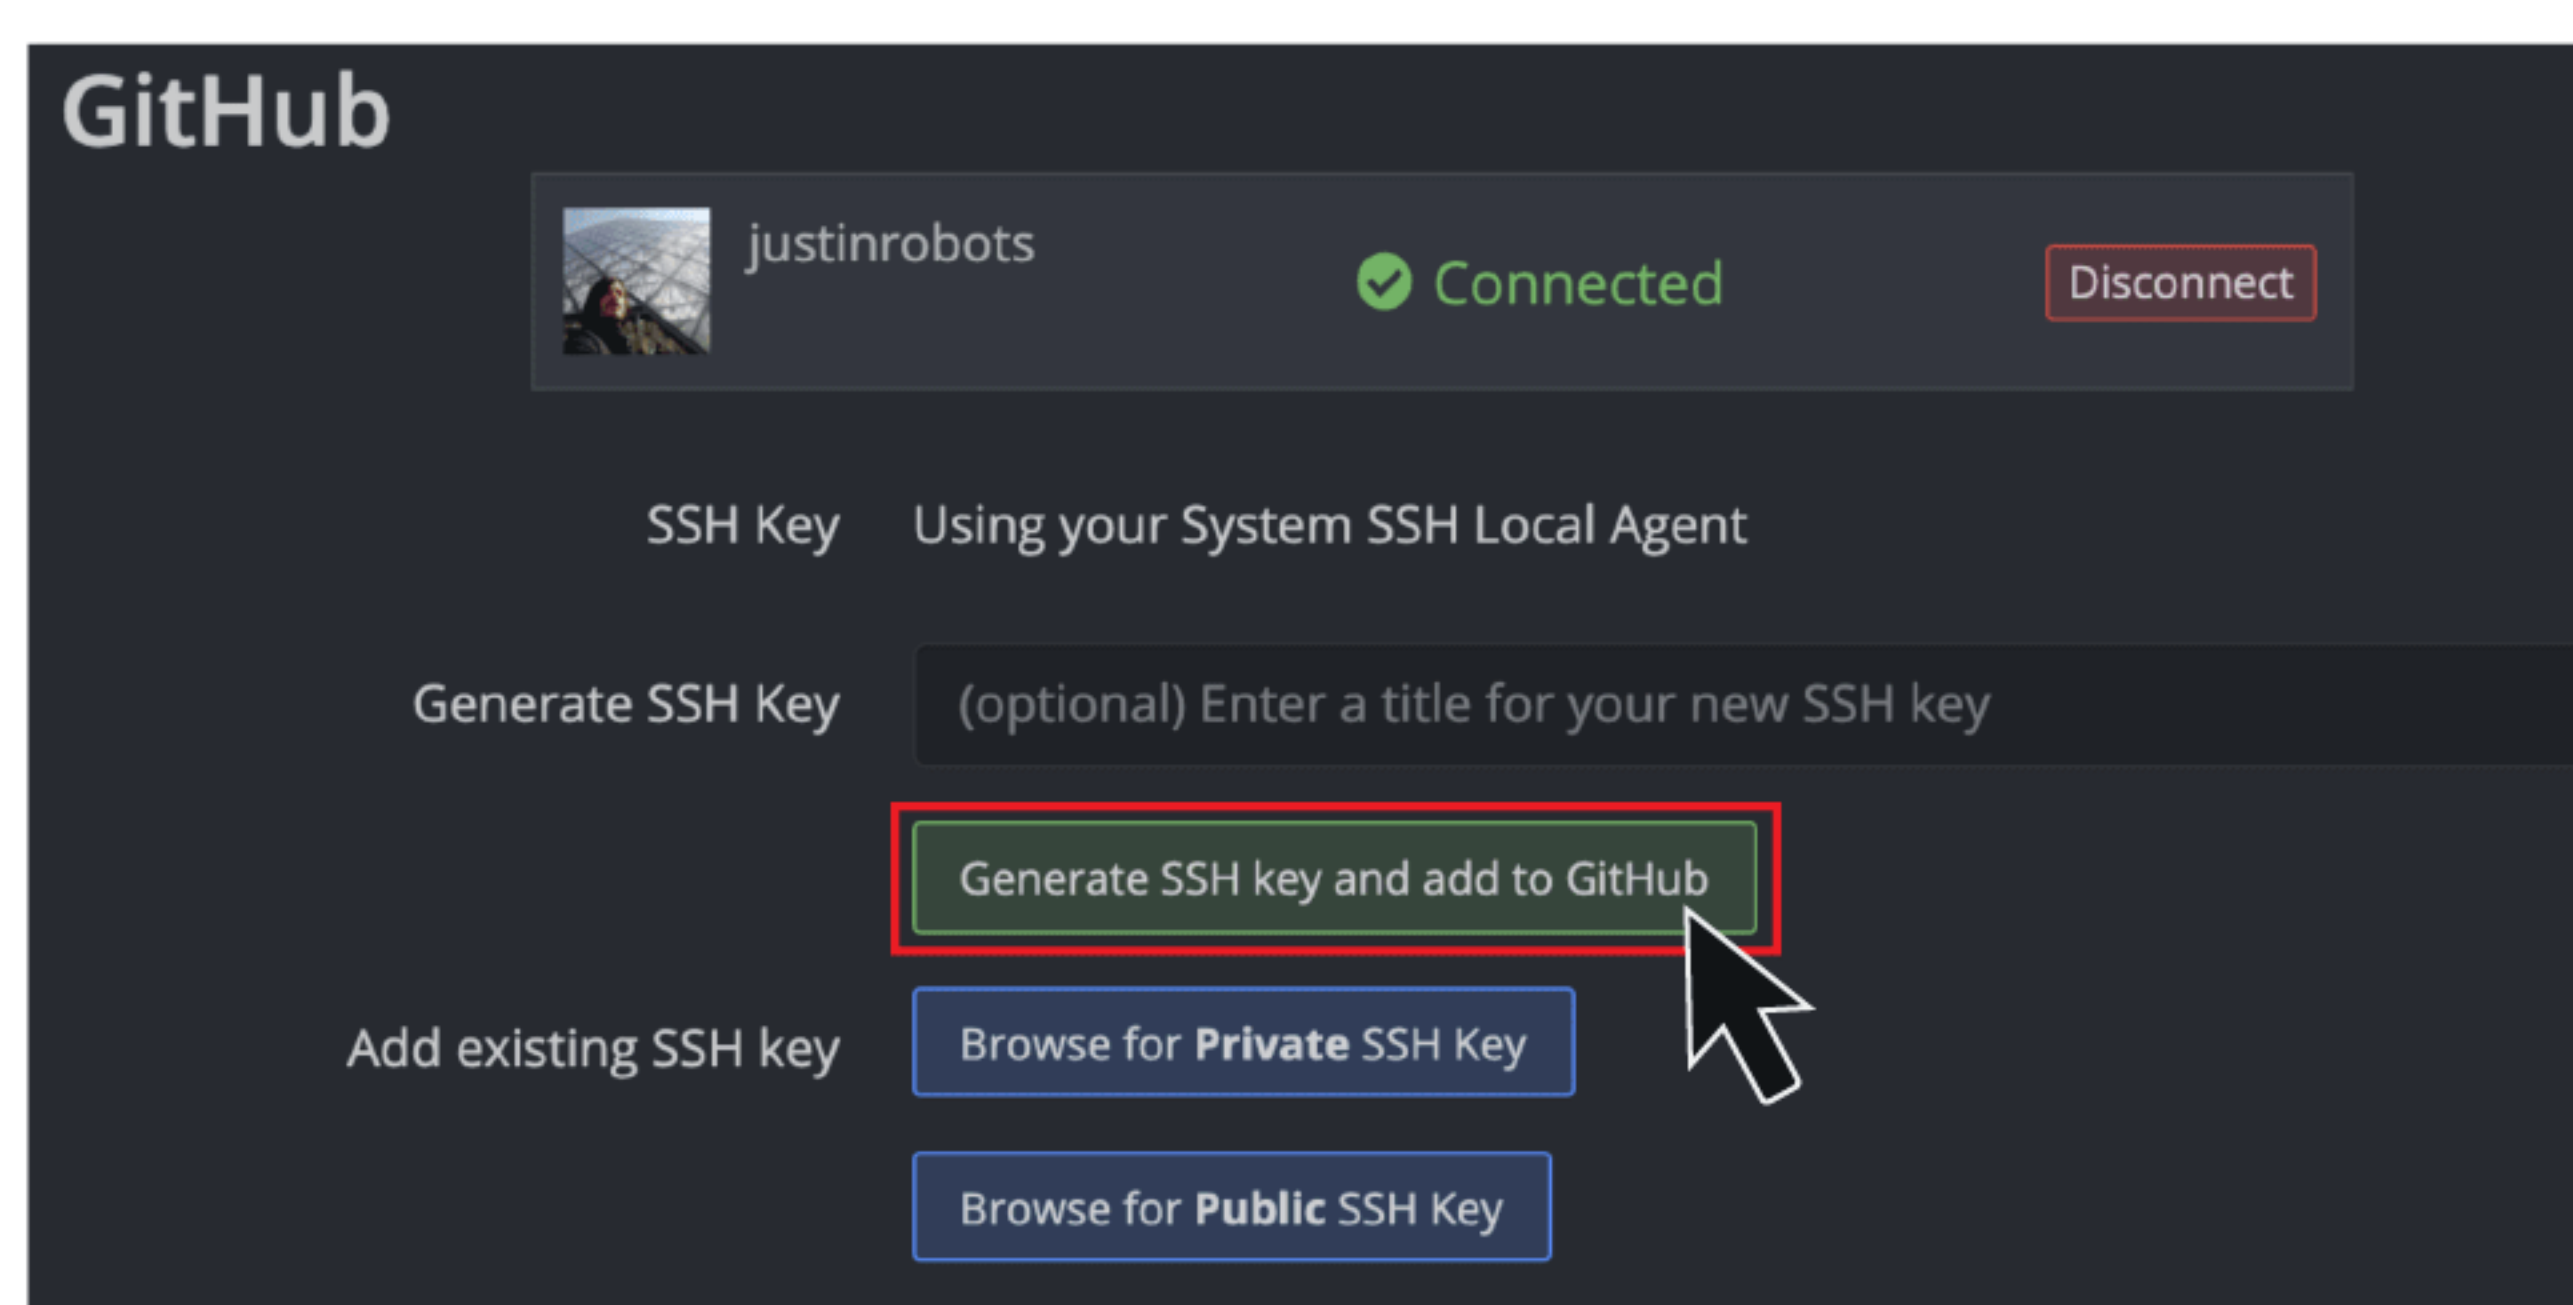 GitHub
justinrobots
Connected
Disconnect
SSH Key
Using your System SSH Local Agent
Generate SSH Key
(optional) Enter a title for your new SSH key
Generate SSH key and add to GitHub
Add existing SSH key
Browse for Private SSH Key
Browse for Public SSH Key